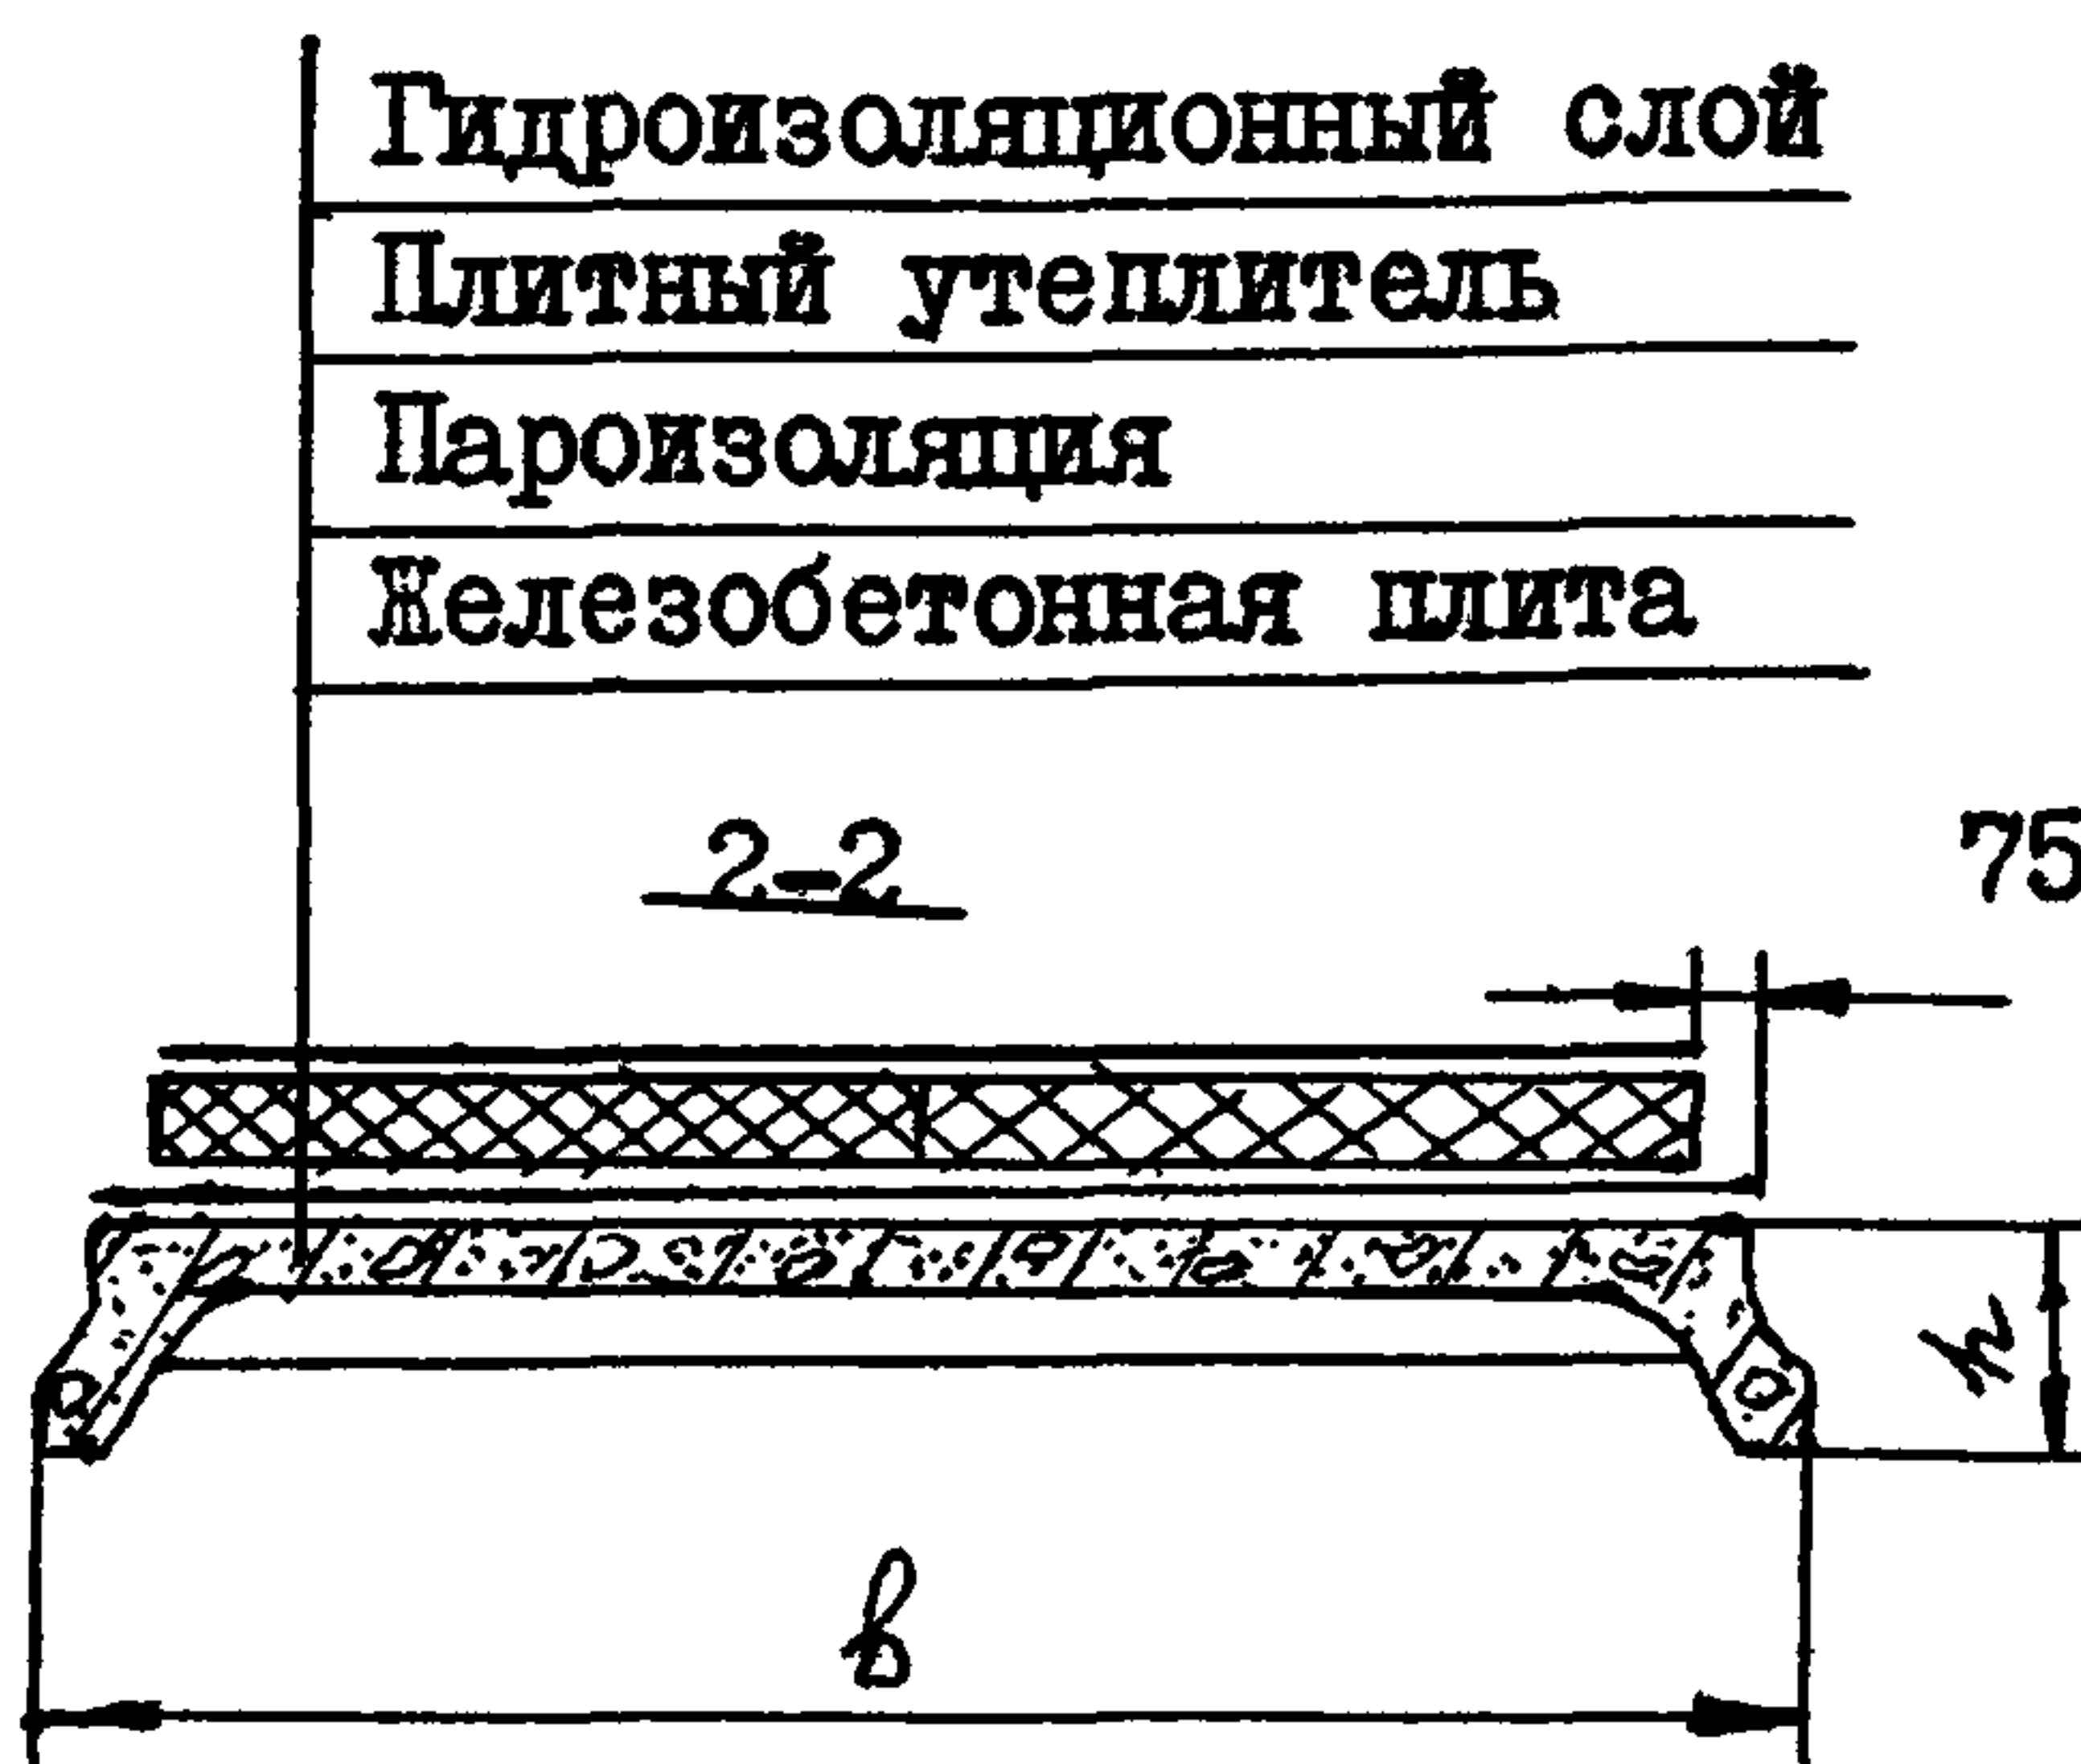 Гидроизоляционный слой
Плитный утеплитель
Пароизоляция
Железобетонная плита
2-2
75
h
в